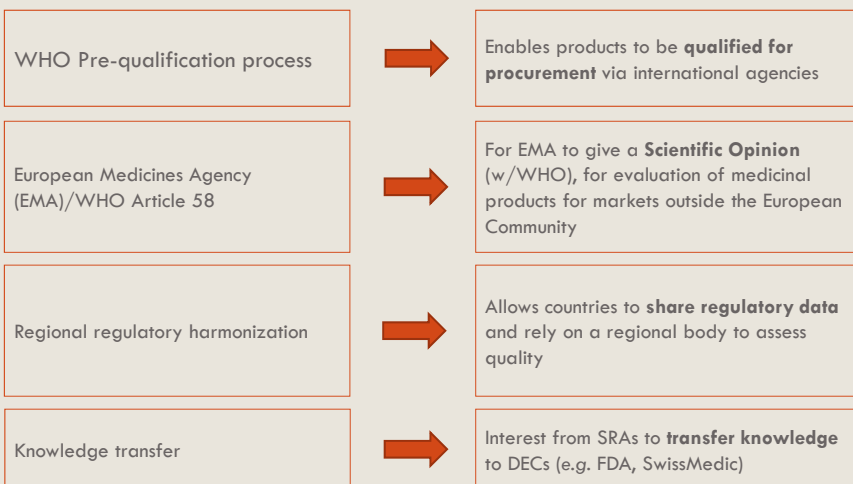 WHO Pre-qualification process
Enables products to be qualified for
procurement via international agencies
European Medicines Agency
(EMA)/WHO Article 58
For EMA to give a Scientific Opinion
(w/WHO), for evaluation of medicinal
products for markets outside the European
Community
Regional regulatory harmonization
Allows countries to share regulatory data
and rely on a regional body to assess
quality
Knowledge transfer
Interest from SRAs to transfer knowledge
to DECs (e.g. FDA, SwissMedic)